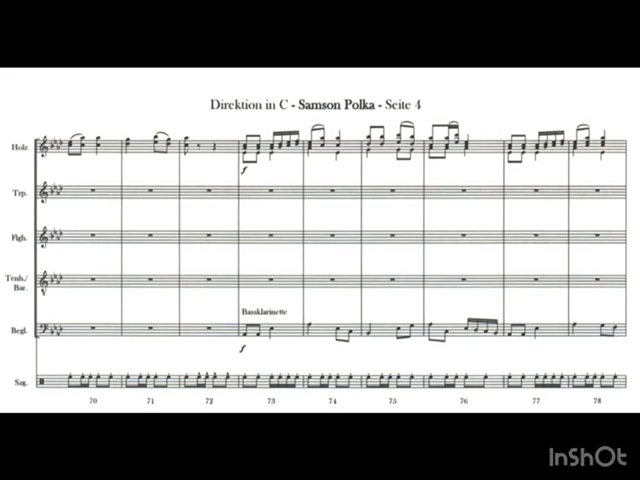 Direktion in C - Samson Polka - Seite 4
Holz
f
Trp.
Flgh.
Tenh./
Bar.
Bassklarinette
Begl.
f
70 71 72 73 74 75 76 77 78
InShOt